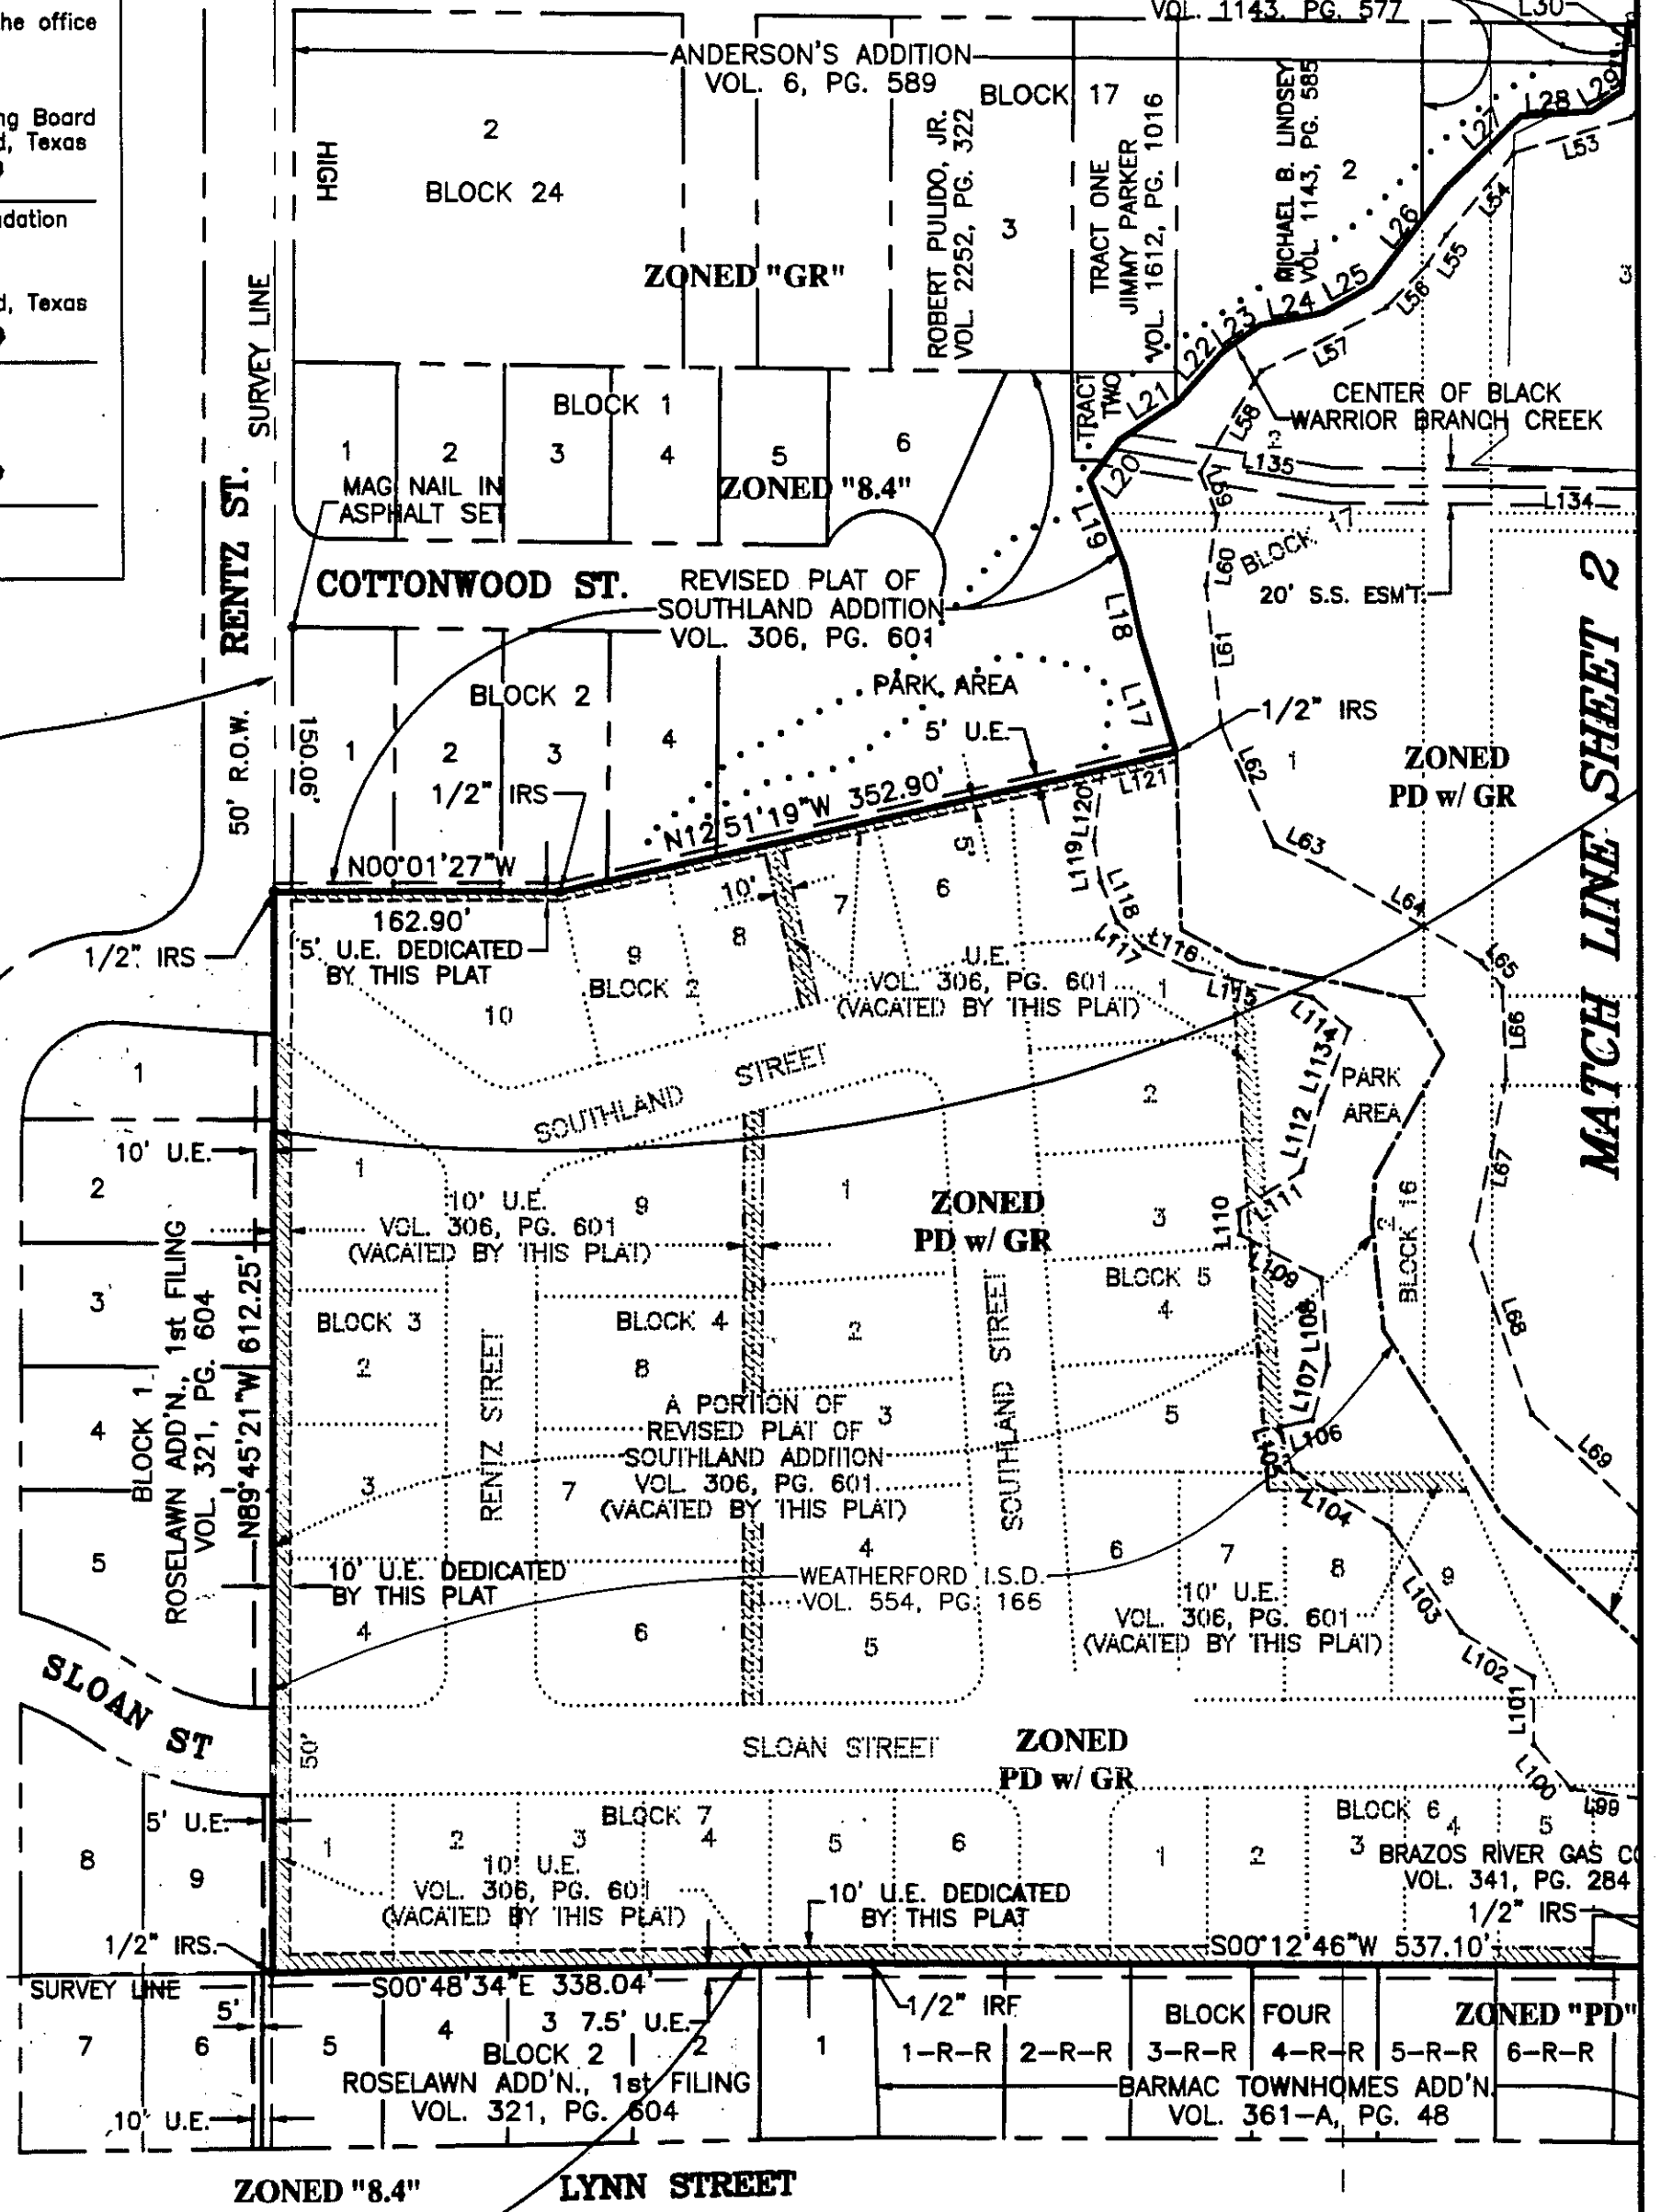 he office
ng Board
d, Texas
dation
d, Texas
VOL. 1143, PG. 577
L30
ANDERSON'S ADDITION
VOL. 6, PG. 589
HIGH
2
BLOCK 24
BLOCK 17
ROBERT PULIDO, JR.
VOL. 2252, PG. 322
3
TRACT ONE
JIMMY PARKER
VOL. 1612, PG. 1016
MICHAEL B. LINDSEY
VOL. 1143, PG. 585
2
L29
L28
L27
L53
L54
L26
L55
L25
L56
L24
L23
L57
L22
3
ZONED "GR"
SURVEY LINE
BLOCK 1
1
2
3
4
5
6
TRACT
TWO
L21
L58
CENTER OF BLACK
WARRIOR BRANCH CREEK
L135
L20
L59
L134
MAG NAIL IN
ASPHALT SET
ZONED "8.4"
L19
BLOCK 17
L60
20' S.S. ESM'T
RENTZ ST.
COTTONWOOD ST.
REVISED PLAT OF
SOUTHLAND ADDITION
VOL. 306, PG. 601
L18
L61
MATCH LINE SHEET 2
50' R.O.W.
150.06'
BLOCK 2
1
2
3
4
PARK AREA
5' U.E.
L17
1/2" IRS
L62
1
ZONED
PD w/ GR
1/2" IRS
N12°51'19"W 352.90'
L121
5'
L120
L119
L63
N00°01'27"W
162.90'
5' U.E. DEDICATED
BY THIS PLAT
1/2" IRS
10'
6
7
8
9
BLOCK 2
10
L118
L117
L116
L115
L64
L65
U.E.
VOL. 306, PG. 601
(VACATED BY THIS PLAT)
1
L114
L66
L113
PARK
AREA
SOUTHLAND STREET
1
10' U.E.
2
L112
L67
2
1
10' U.E.
VOL. 306, PG. 601
(VACATED BY THIS PLAT)
9
1
ZONED
PD w/ GR
3
L111
L110
L109
BLOCK 16
2
BLOCK 5
3
BLOCK 3
BLOCK 4
2
4
L108
L68
BLOCK 1
ROSELAWN ADD'N., 1st FILING
VOL. 321, PG. 604
N89°45'21"W 612.25'
2
8
RENTZ STREET
SOUTHLAND STREET
L107
4
A PORTION OF
REVISED PLAT OF
SOUTHLAND ADDITION
VOL. 306, PG. 601
(VACATED BY THIS PLAT)
3
5
L106
L69
3
7
L104
5
10' U.E. DEDICATED
BY THIS PLAT
4
6
7
8
9
WEATHERFORD I.S.D.
VOL. 554, PG. 166
10' U.E.
VOL. 306, PG. 601
(VACATED BY THIS PLAT)
L103
4
6
5
L102
SLOAN ST
L101
50'
SLOAN STREET
ZONED
PD w/ GR
L100
L99
5' U.E.
BLOCK 7
BLOCK 6
8
9
1
2
3
4
5
6
1
2
3
4
5
BRAZOS RIVER GAS CO
VOL. 341, PG. 284
10' U.E.
VOL. 306, PG. 601
(VACATED BY THIS PLAT)
10' U.E. DEDICATED
BY THIS PLAT
1/2" IRS
1/2" IRS.
S00°12'46"W 537.10'
SURVEY LINE
S00°48'34"E 338.04'
5'
1/2" IRF
BLOCK FOUR
ZONED "PD"
7
6
5
4
3
7.5' U.E.
2
1
1-R-R
2-R-R
3-R-R
4-R-R
5-R-R
6-R-R
BLOCK 2
ROSELAWN ADD'N., 1st FILING
VOL. 321, PG. 604
BARMAC TOWNHOMES ADD'N.
VOL. 361-A, PG. 48
10' U.E.
ZONED "8.4"
LYNN STREET